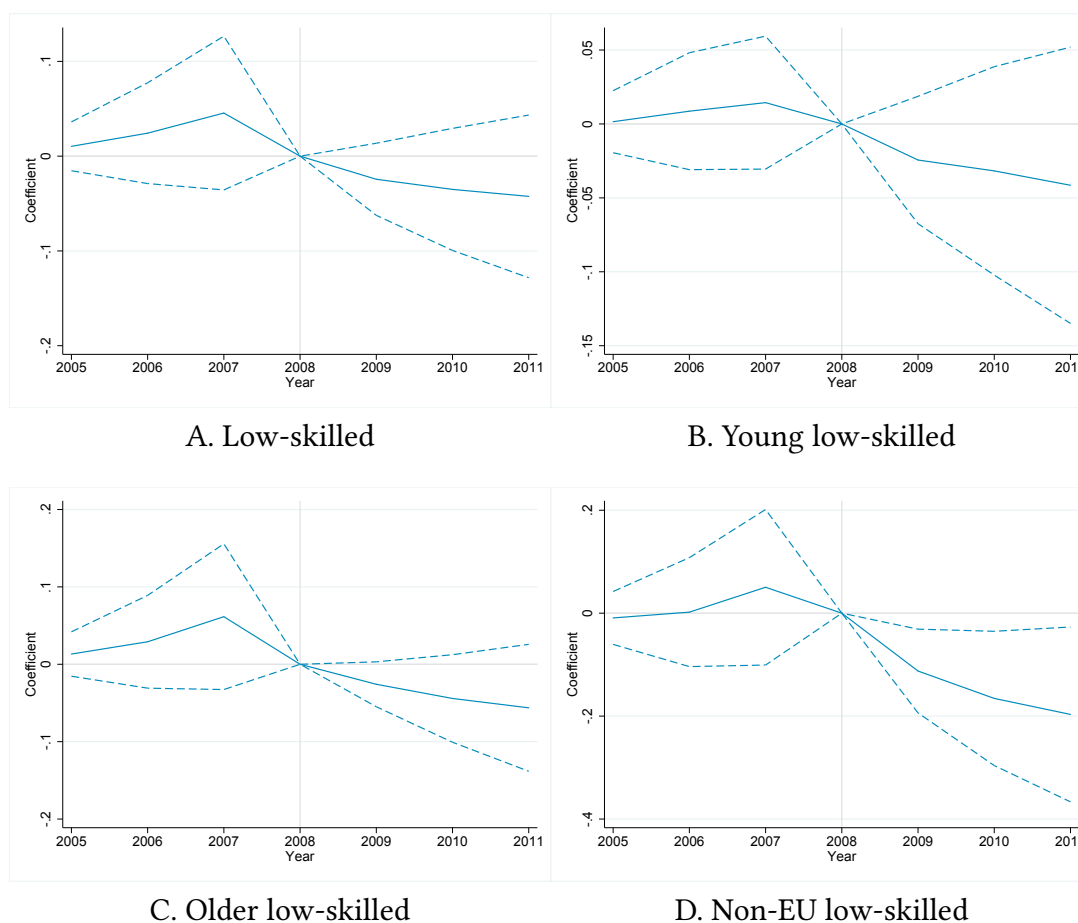 .1
0
-.1
-.2
Coefficient
2005 2006 2007 2008 2009 2010 2011
Year
A. Low-skilled
.05
0
-.05
-.1
-.15
Coefficient
2005 2006 2007 2008 2009 2010 201
Year
B. Young low-skilled
.2
.1
0
-.1
-.2
Coefficient
2005 2006 2007 2008 2009 2010 2011
Year
C. Older low-skilled
.2
0
-.2
-.4
Coefficient
2005 2006 2007 2008 2009 2010 201
Year
D. Non-EU low-skilled